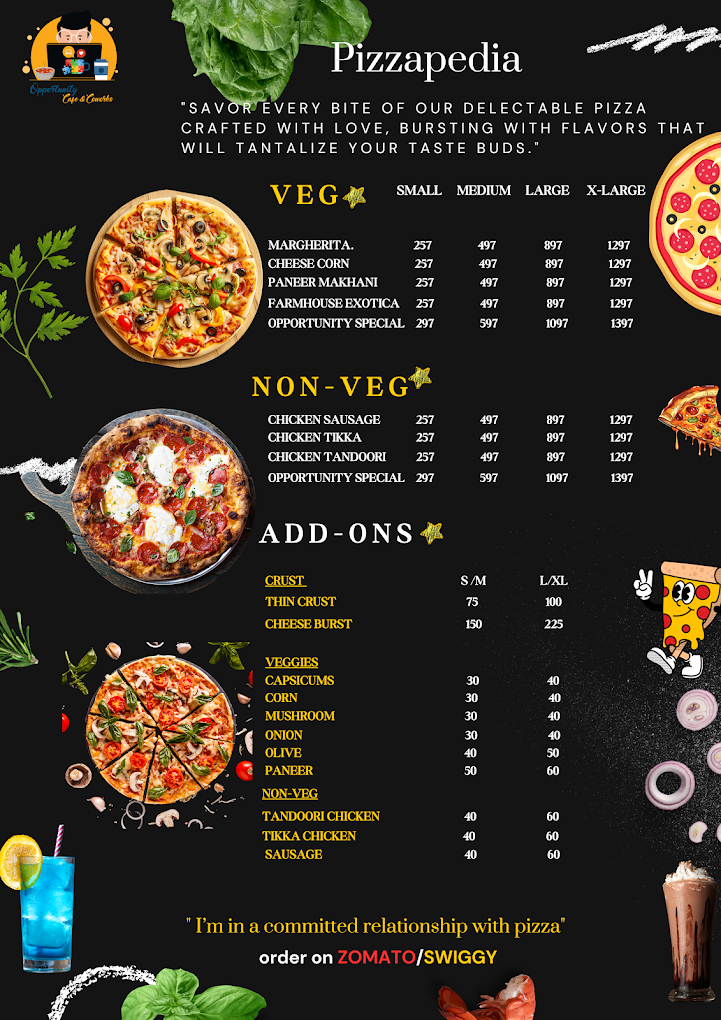 Opportunity
Cafe & Coworks
Pizzapedia
"SAVOR EVERY BITE OF OUR DELECTABLE PIZZA
CRAFTED WITH LOVE, BURSTING WITH FLAVORS THAT
WILL TANTALIZE YOUR TASTE BUDS."
VEG SMALL MEDIUM LARGE X-LARGE
MARGHERITA. 257 497 897 1297
CHEESE CORN 257 497 897 1297
PANEER MAKHANI 257 497 897 1297
FARMHOUSE EXOTICA 257 497 897 1297
OPPORTUNITY SPECIAL 297 597 1097 1397
NON-VEG
CHICKEN SAUSAGE 257 497 897 1297
CHICKEN TIKKA 257 497 897 1297
CHICKEN TANDOORI 257 497 897 1297
OPPORTUNITY SPECIAL 297 597 1097 1397
ADD-ONS
CRUST S /M L/XL
THIN CRUST 75 100
CHEESE BURST 150 225
VEGGIES
CAPSICUMS 30 40
CORN 30 40
MUSHROOM 30 40
ONION 30 40
OLIVE 40 50
PANEER 50 60
NON-VEG
TANDOORI CHICKEN 40 60
TIKKA CHICKEN 40 60
SAUSAGE 40 60
" I'm in a committed relationship with pizza"
order on ZOMATO/SWIGGY